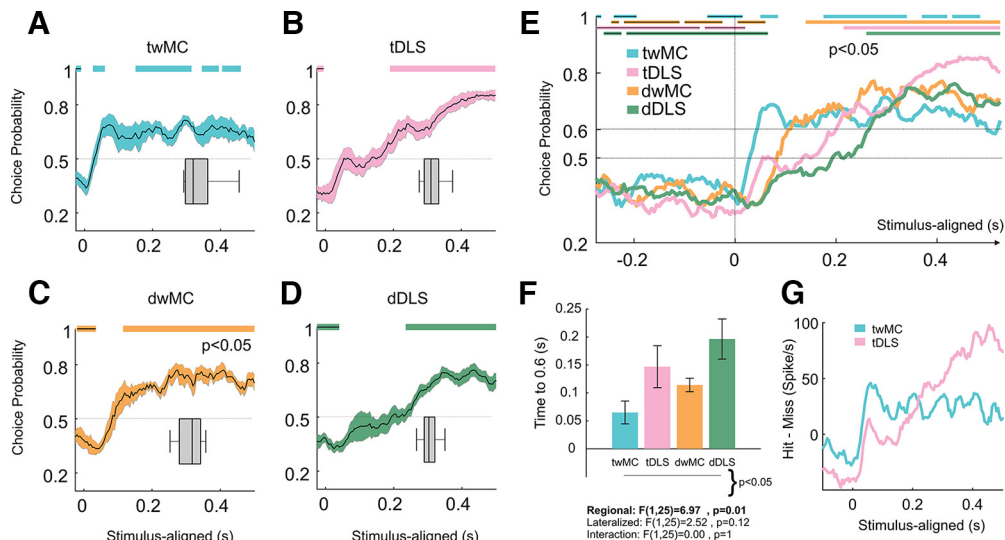 A
twMC
Choice Probability
1
0.8
0.5
0.2
0
0.2
0.4
B
tDLS
1
0.8
0.5
0.2
0
0.2
0.4
C
dwMC
p<0.05
Choice Probability
1
0.8
0.5
0.2
0
0.2
0.4
Stimulus-aligned (s)
D
dDLS
1
0.8
0.5
0.2
0
0.2
0.4
Stimulus-aligned (s)
E
p<0.05
twMC
tDLS
dwMC
dDLS
Choice Probability
1
0.8
0.6
0.5
0.2
Stimulus-aligned (s)
-0.2
0
0.2
0.4
F
Time to 0.6 (s)
0.25
0.2
0.15
0.1
0.05
0
twMC tDLS dwMC dDLS
} p<0.05
Regional: F(1,25)=6.97 , p=0.01
Lateralized: F(1,25)=2.52 , p=0.12
Interaction: F(1,25)=0.00 , p=1
G
twMC
tDLS
Hit - Miss (Spike/s)
100
50
0
0
0.2
0.4
Stimulus-aligned (s)